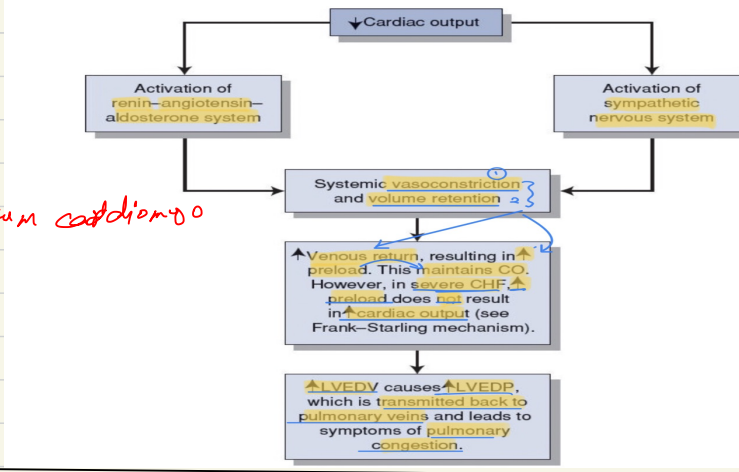 ↓Cardiac output
Activation of
renin–angiotensin–
aldosterone system
Activation of
sympathetic
nervous system
Systemic vasoconstriction 1
and volume retention 2
↑Venous return, resulting in↑
preload. This maintains CO.
However, in severe CHF,↑
preload does not result
in↑cardiac output (see
Frank–Starling mechanism).
↑LVEDV causes↑LVEDP,
which is transmitted back to
pulmonary veins and leads to
symptoms of pulmonary
congestion.
cardiomyo